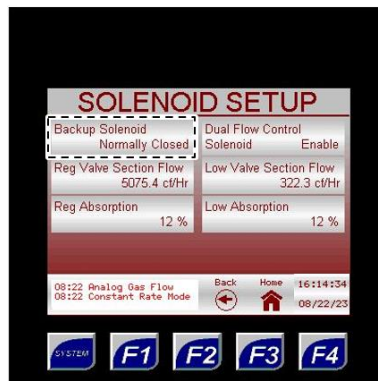 SOLENOID SETUP
Backup Solenoid
Normally Closed
Dual Flow Control
Solenoid Enable
Reg Valve Section Flow
5075.4 cf/Hr
Low Valve Section Flow
322.3 cf/Hr
Reg Absorption
12 %
Low Absorption
12 %
08:22 Analog Gas Flow
08:22 Constant Rate Mode
Back
Home
16:14:34
08/22/23
SYSTEM
F1
F2
F3
F4